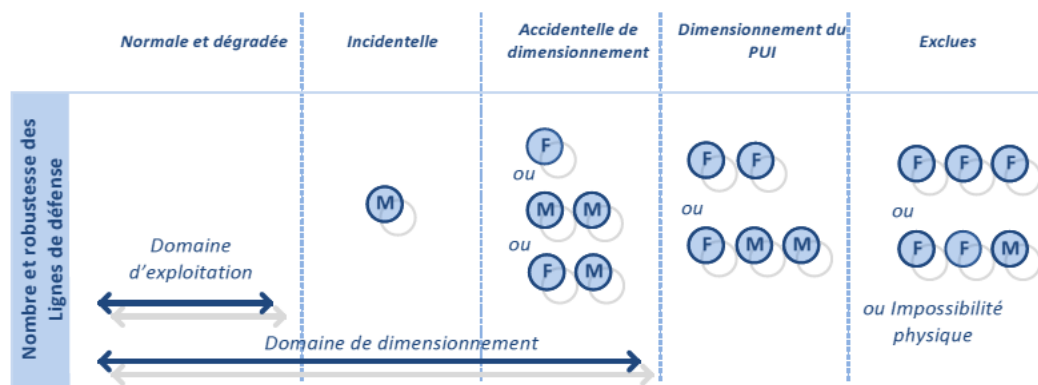 Normale et dégradée
Incidentelle
Accidentelle de
dimensionnement
Dimensionnement du
PUI
Exclues
Nombre et robustesse des
Lignes de défense
Domaine
d'exploitation
M
F
ou
M M
ou
F M
F F
ou
F M M
F F F
ou
F F M
ou Impossibilité
physique
Domaine de dimensionnement